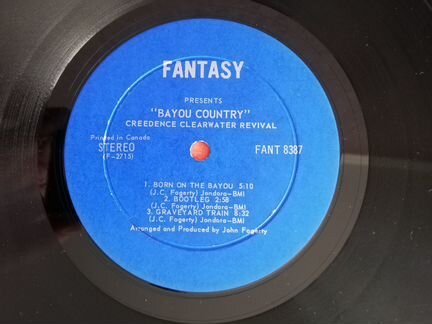 FANTASY
PRESENTS
"BAYOU COUNTRY"
CREEDENCE CLEARWATER REVIVAL
Printed in Canada
STEREO
(F-2715)
FANT 8387
1. BORN ON THE BAYOU 5:10
(J.C. Fogerty) Jondora-BMI
2. BOOTLEG 2:58
(J.C. Fogerty) Jondora-BMI
3. GRAVEYARD TRAIN 8:32
(J.C. Fogerty) Jondora-BMI
Arranged and Produced by John Fogerty